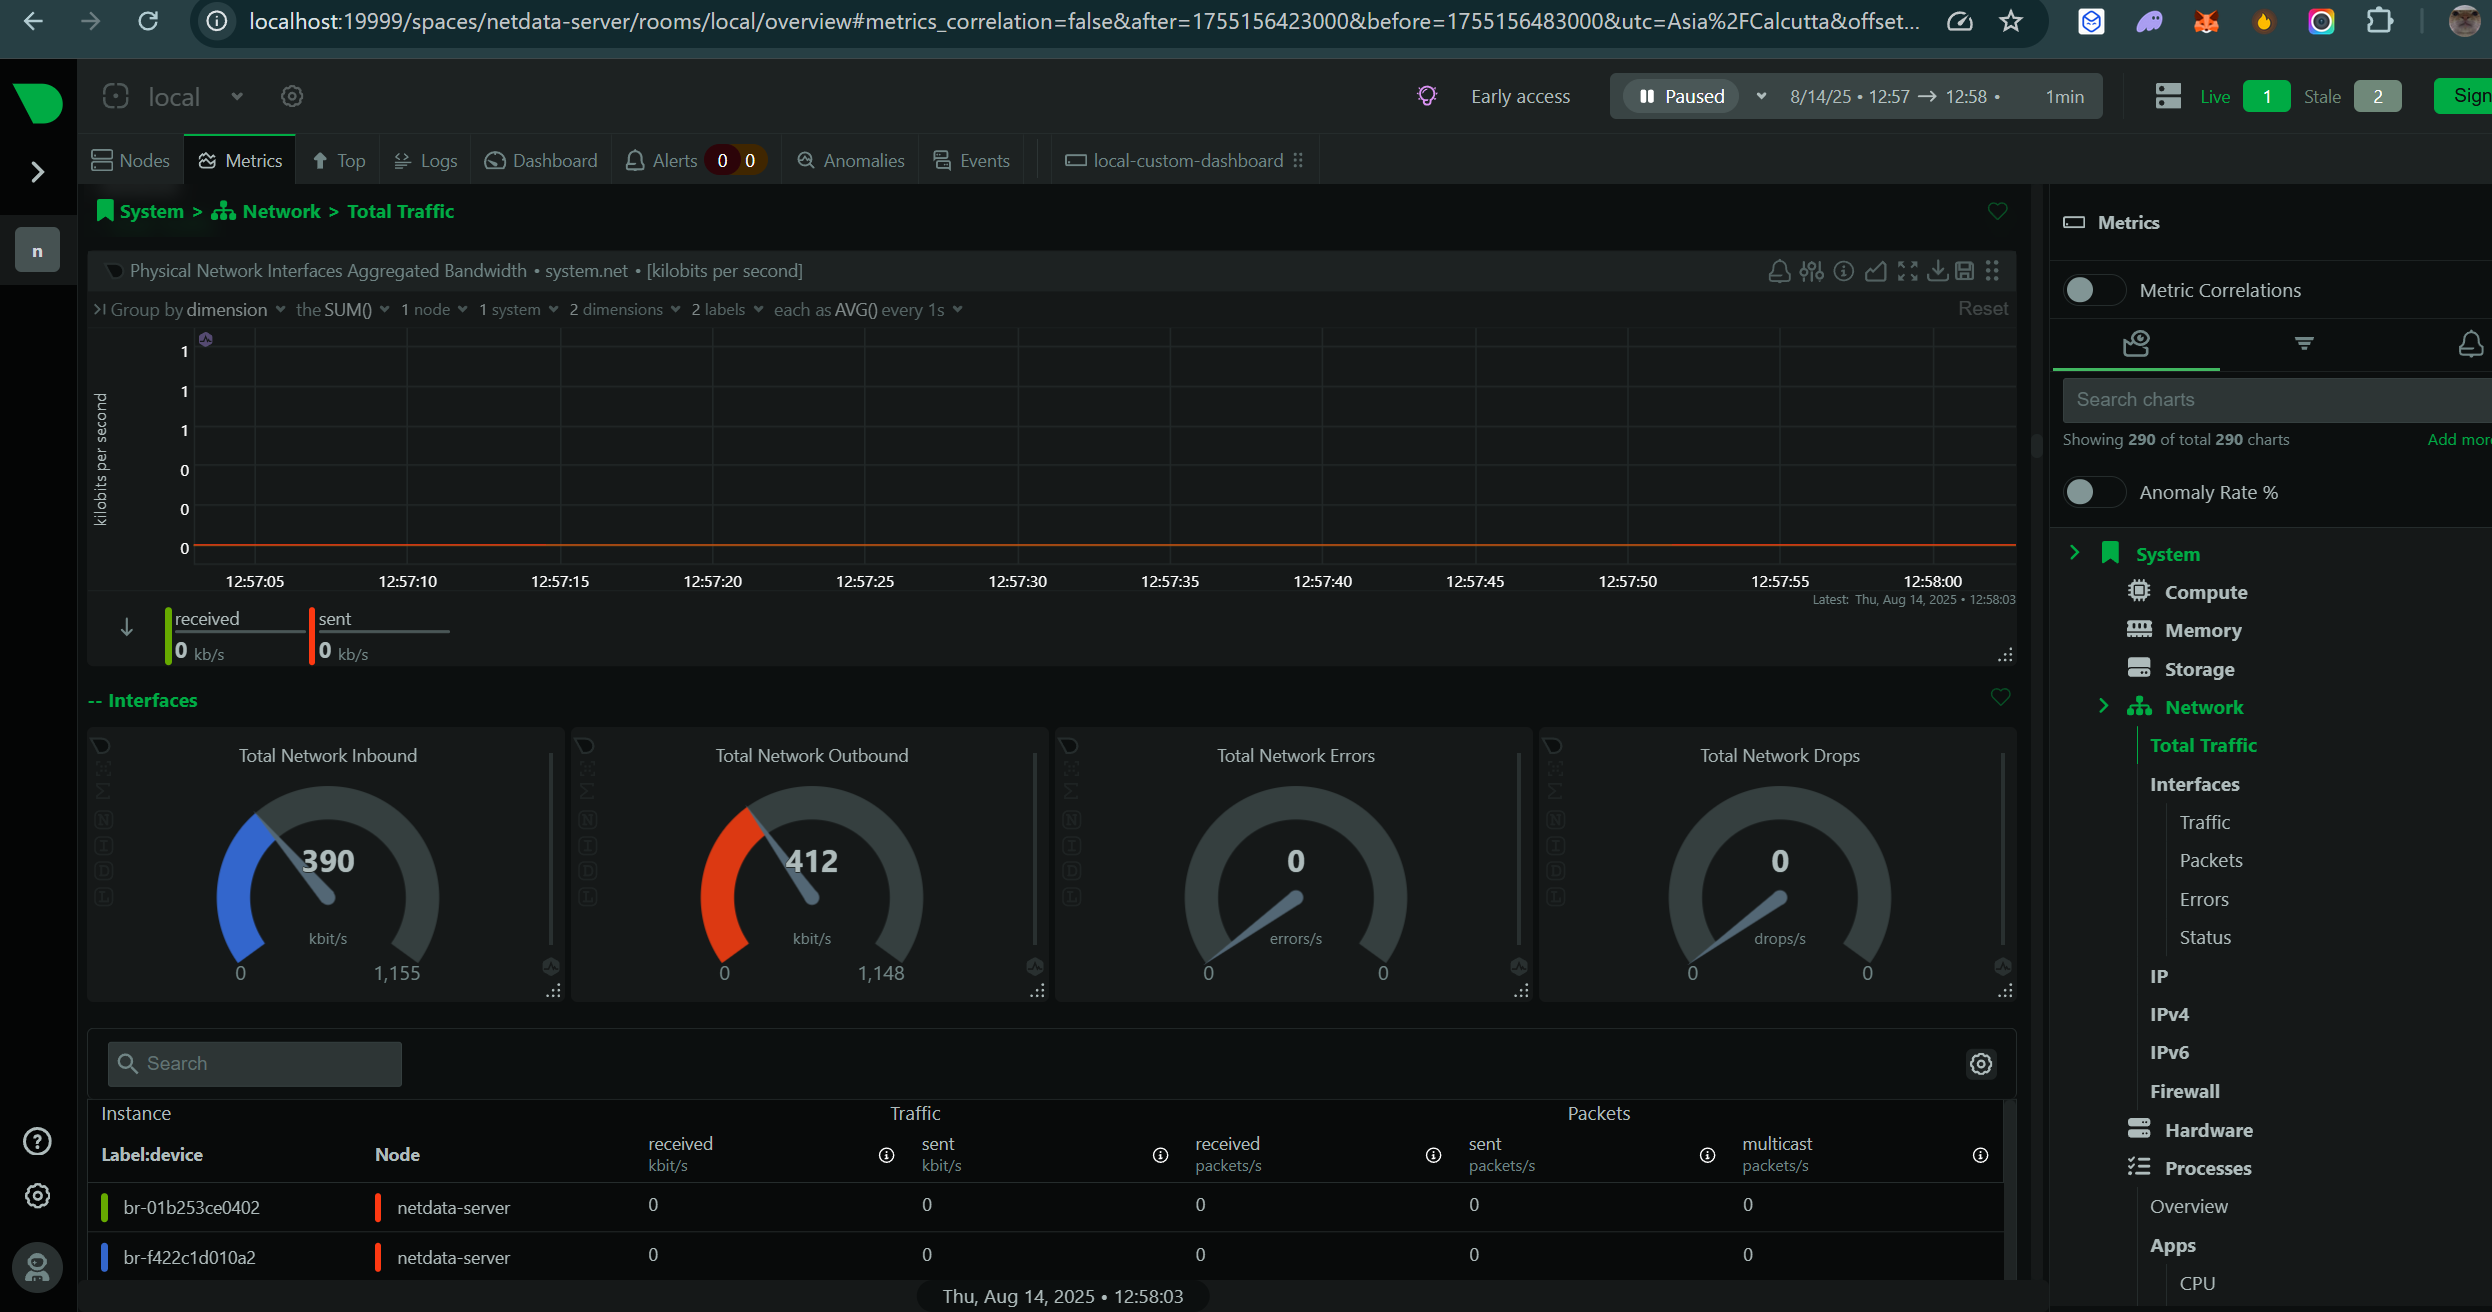 localhost:19999/spaces/netdata-server/rooms/local/overview#metrics_correlation=false&after=1755156423000&before=1755156483000&utc=Asia%2FCalcutta&offset...
local
Early access
Paused
8/14/25 • 12:57 → 12:58 •
1min
Live
1
Stale
2
Sign
Nodes
Metrics
Top
Logs
Dashboard
Alerts
0
0
Anomalies
Events
local-custom-dashboard
n
System > Network > Total Traffic
Physical Network Interfaces Aggregated Bandwidth • system.net • [kilobits per second]
Group by dimension the SUM() 1 node 1 system 2 dimensions 2 labels each as AVG() every 1s
Reset
kilobits per second
1
1
1
0
0
0
12:57:05
12:57:10
12:57:15
12:57:20
12:57:25
12:57:30
12:57:35
12:57:40
12:57:45
12:57:50
12:57:55
12:58:00
Latest: Thu, Aug 14, 2025 • 12:58:03
received
0 kb/s
sent
0 kb/s
-- Interfaces
Total Network Inbound
390
kbit/s
0
1,155
N
I
D
L
Total Network Outbound
412
kbit/s
0
1,148
N
I
D
L
Total Network Errors
0
errors/s
0
0
N
I
D
L
Total Network Drops
0
drops/s
0
0
N
I
D
L
Search
Instance
Traffic
Packets
Label:device
Node
received
kbit/s
sent
kbit/s
received
packets/s
sent
packets/s
multicast
packets/s
br-01b253ce0402
netdata-server
0
0
0
0
0
br-f422c1d010a2
netdata-server
0
0
0
0
0
Thu, Aug 14, 2025 • 12:58:03
Metrics
Metric Correlations
Search charts
Showing 290 of total 290 charts
Add mor
Anomaly Rate %
System
Compute
Memory
Storage
Network
Total Traffic
Interfaces
Traffic
Packets
Errors
Status
IP
IPv4
IPv6
Firewall
Hardware
Processes
Overview
Apps
CPU